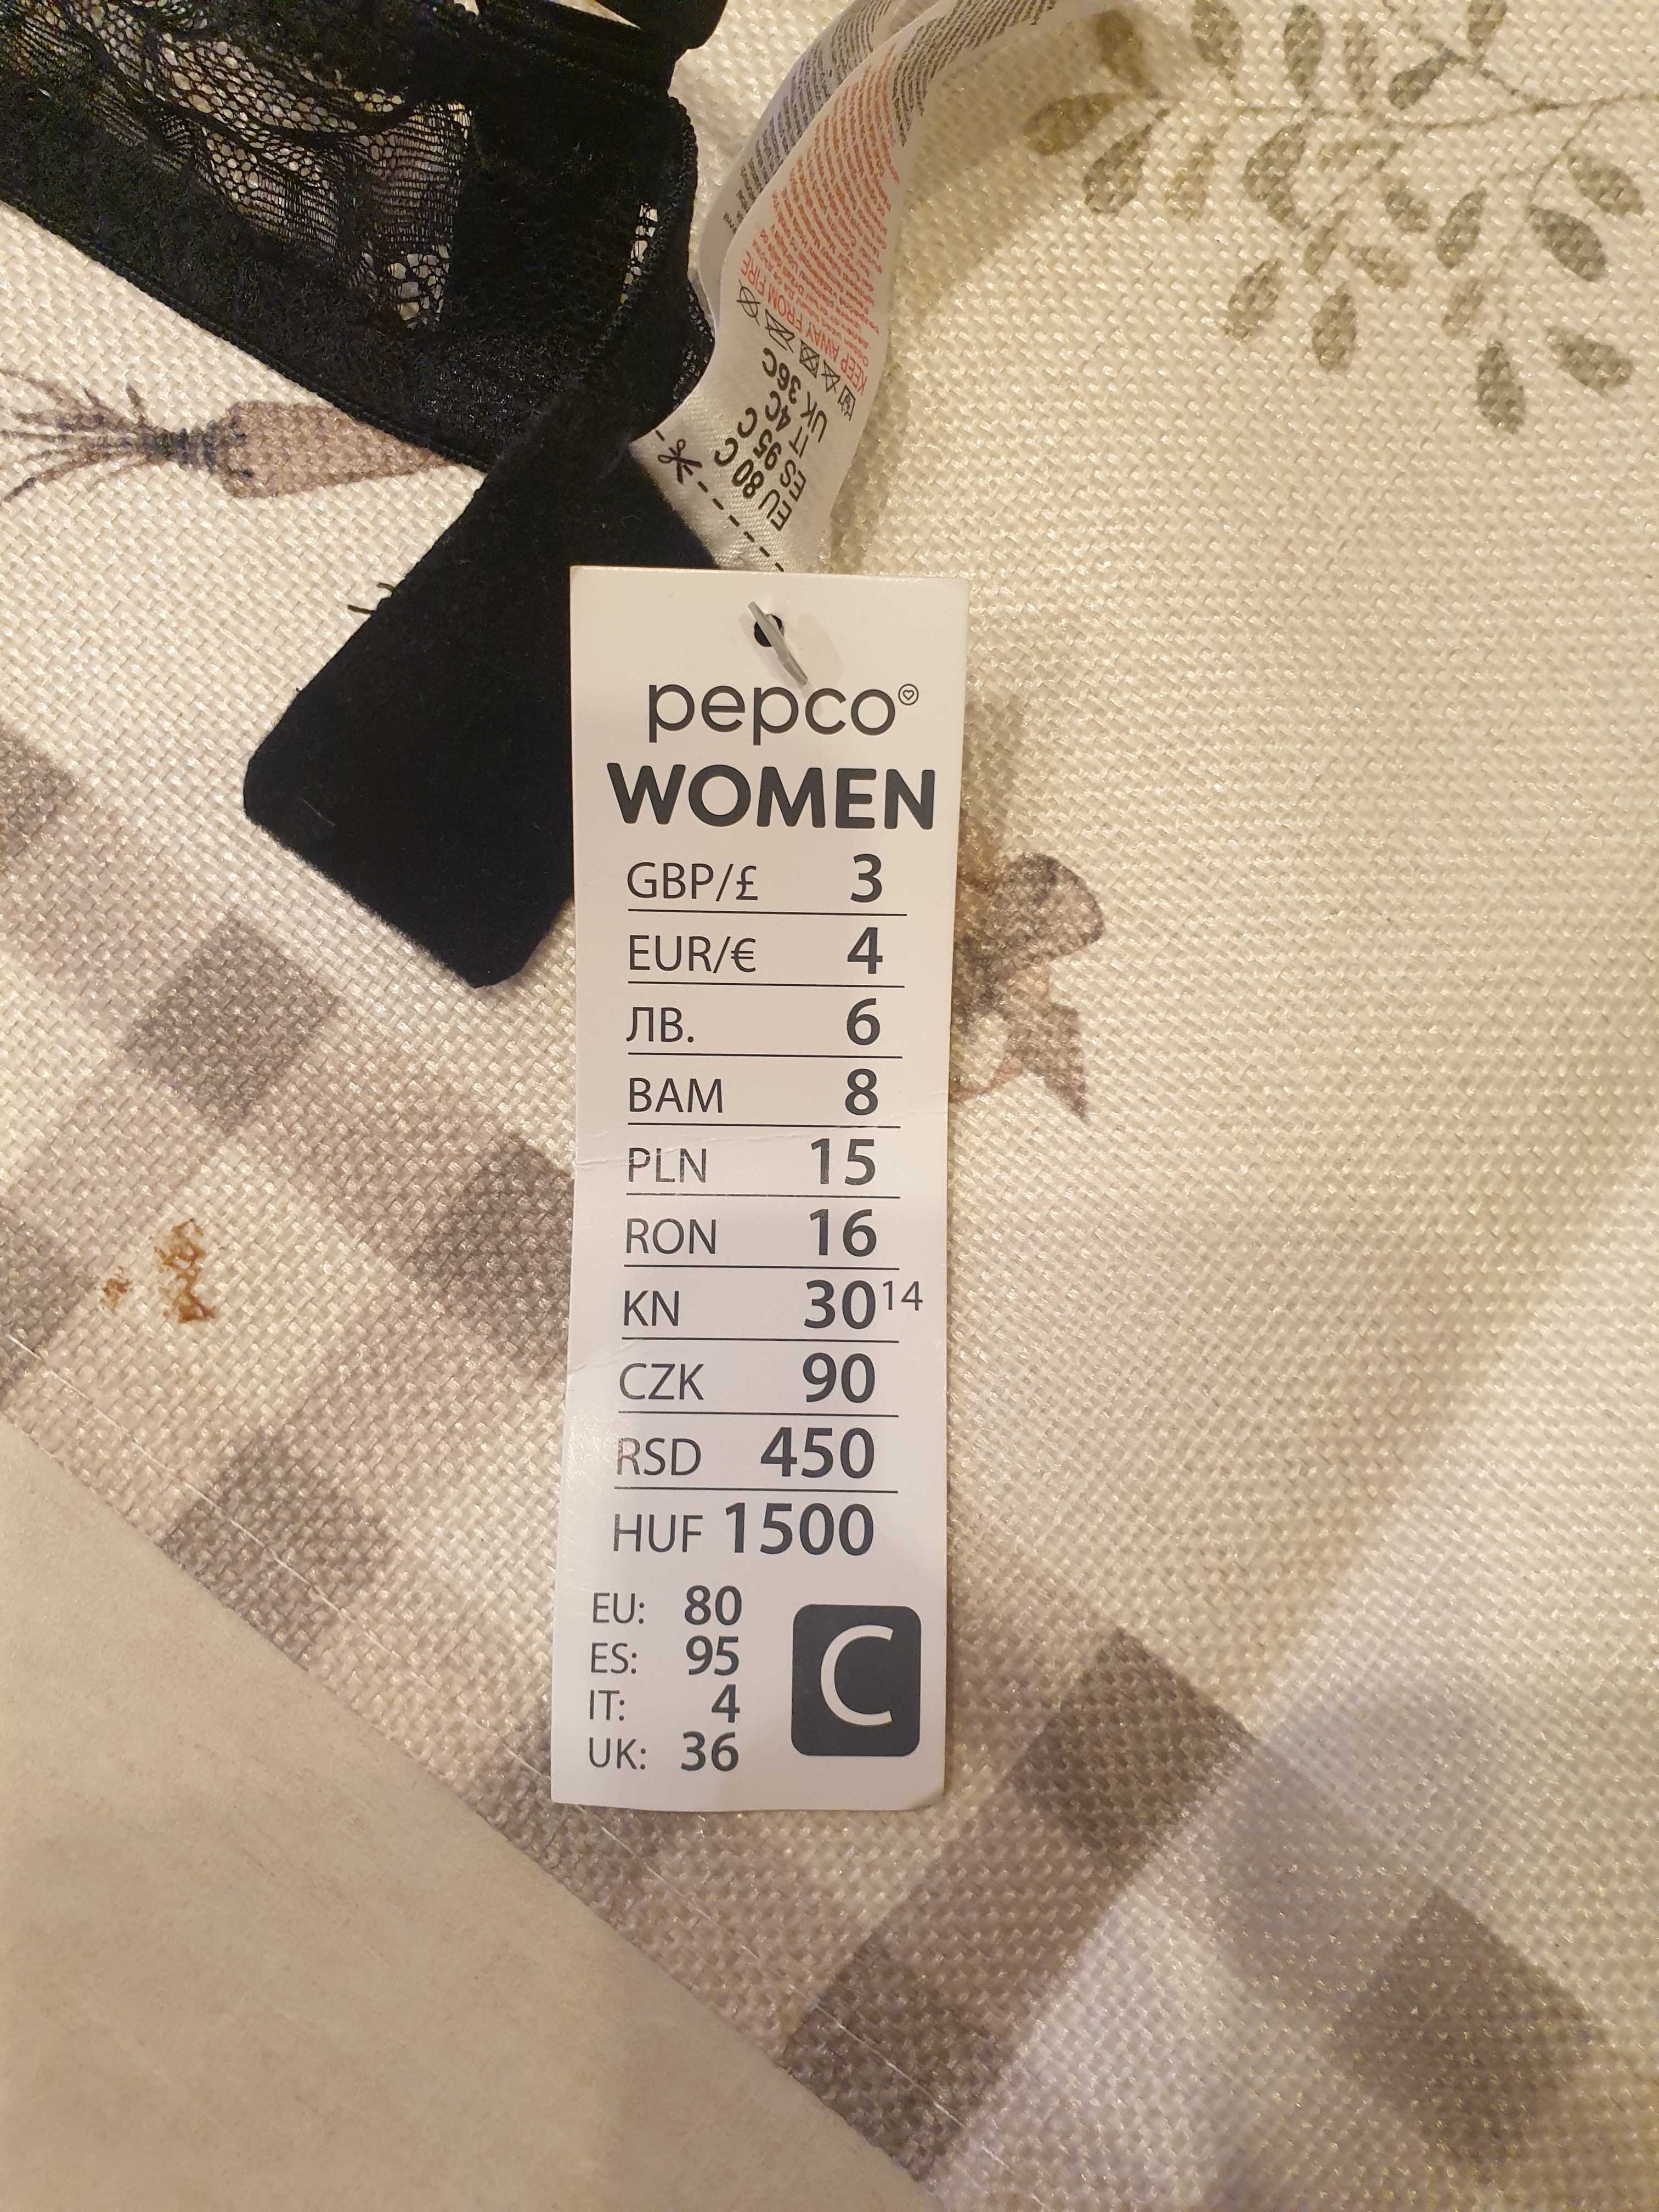 KEEP AWAY FROM FIRE
UK 36C
IT 4C
ES 95 C
EU 80 C
pepco
WOMEN
GBP/£ 3
EUR/€ 4
ЛВ. 6
BAM 8
PLN 15
RON 16
KN 30¹⁴
CZK 90
RSD 450
HUF 1500
EU: 80
ES: 95
IT: 4
UK: 36
C